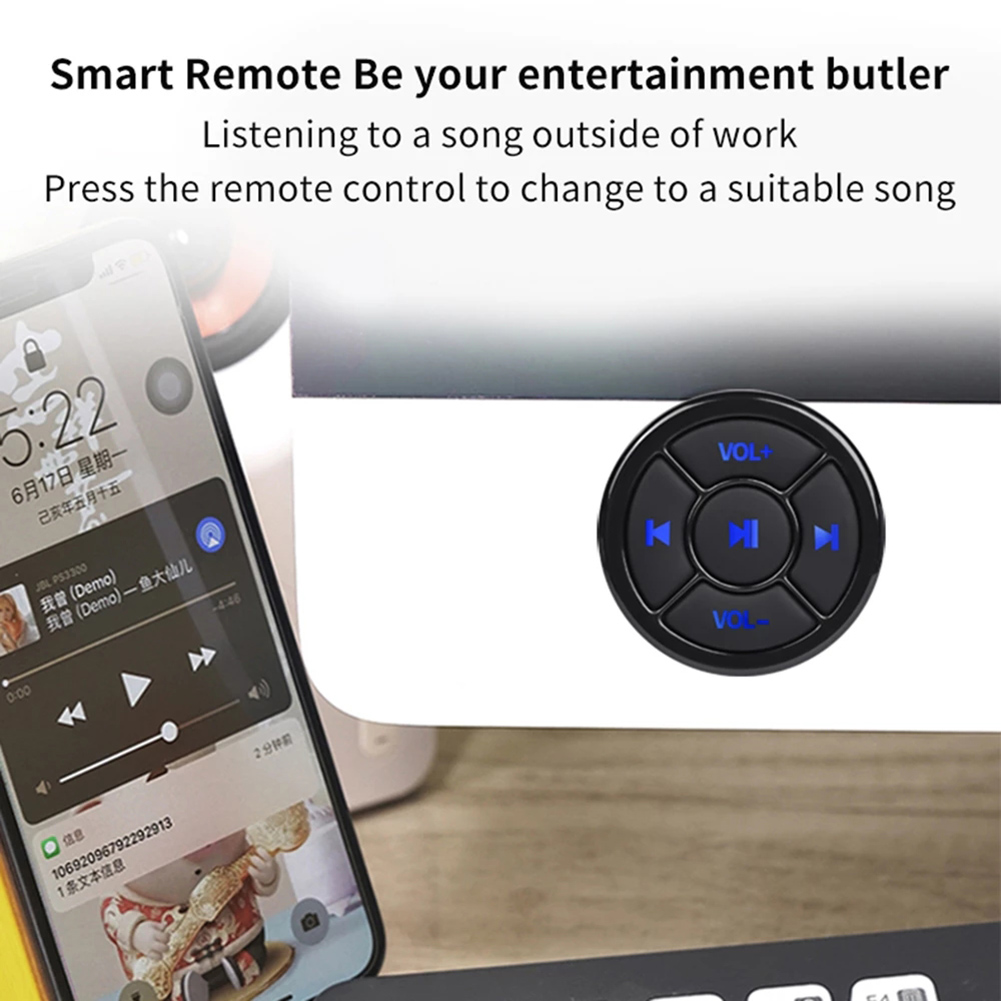 Smart Remote Be your entertainment butler
Listening to a song outside of work
Press the remote control to change to a suitable song
5:22
6月17日 星期一
己亥年五月十五
JBL PS3300
我曾 (Demo)
我曾 (Demo) — 鱼大仙儿
0:00
-4:46
2 分钟前
信息
10692096792292913
1 条文本信息
VOL+
VOL-
F4